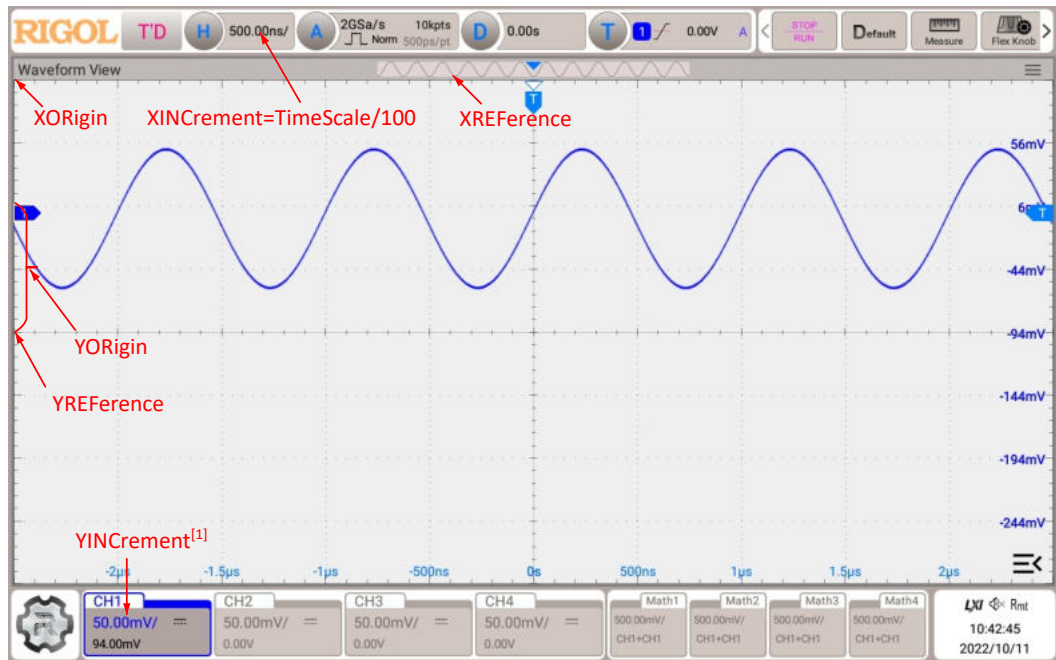 RIGOL T'D H 500.00ns/ A 2GSa/s 10kpts Norm 500ps/pt D 0.00s T 1 0.00V A < STOP RUN Default Measure Flex Knob >
Waveform View
T
XORigin XINCrement=TimeScale/100 XREFerence
56mV
T
-44mV
YORigin
-94mV
YREFerence
-144mV
-194mV
-244mV
YINCrement[1]
-2μs -1.5μs -1μs -500ns 0s 500ns 1μs 1.5μs 2μs
CH1 CH2 CH3 CH4 Math1 Math2 Math3 Math4
50.00mV/ 50.00mV/ 50.00mV/ 50.00mV/ 500.00mV/ 500.00mV/ 500.00mV/ 500.00mV/
94.00mV 0.00V 0.00V 0.00V CH1+CH1 CH1+CH1 CH1+CH1 CH1+CH1
LXI Rmt
10:42:45
2022/10/11